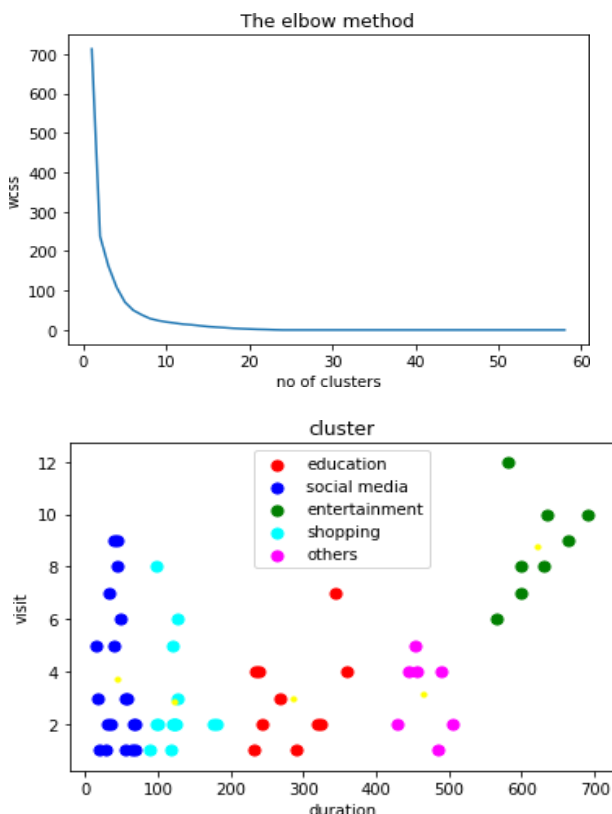 The elbow method
700
600
500
400
300
200
100
0
wcss
0 10 20 30 40 50 60
no of clusters
cluster
12
10
8
6
4
2
visit
education
social media
entertainment
shopping
others
0 100 200 300 400 500 600 700
duration